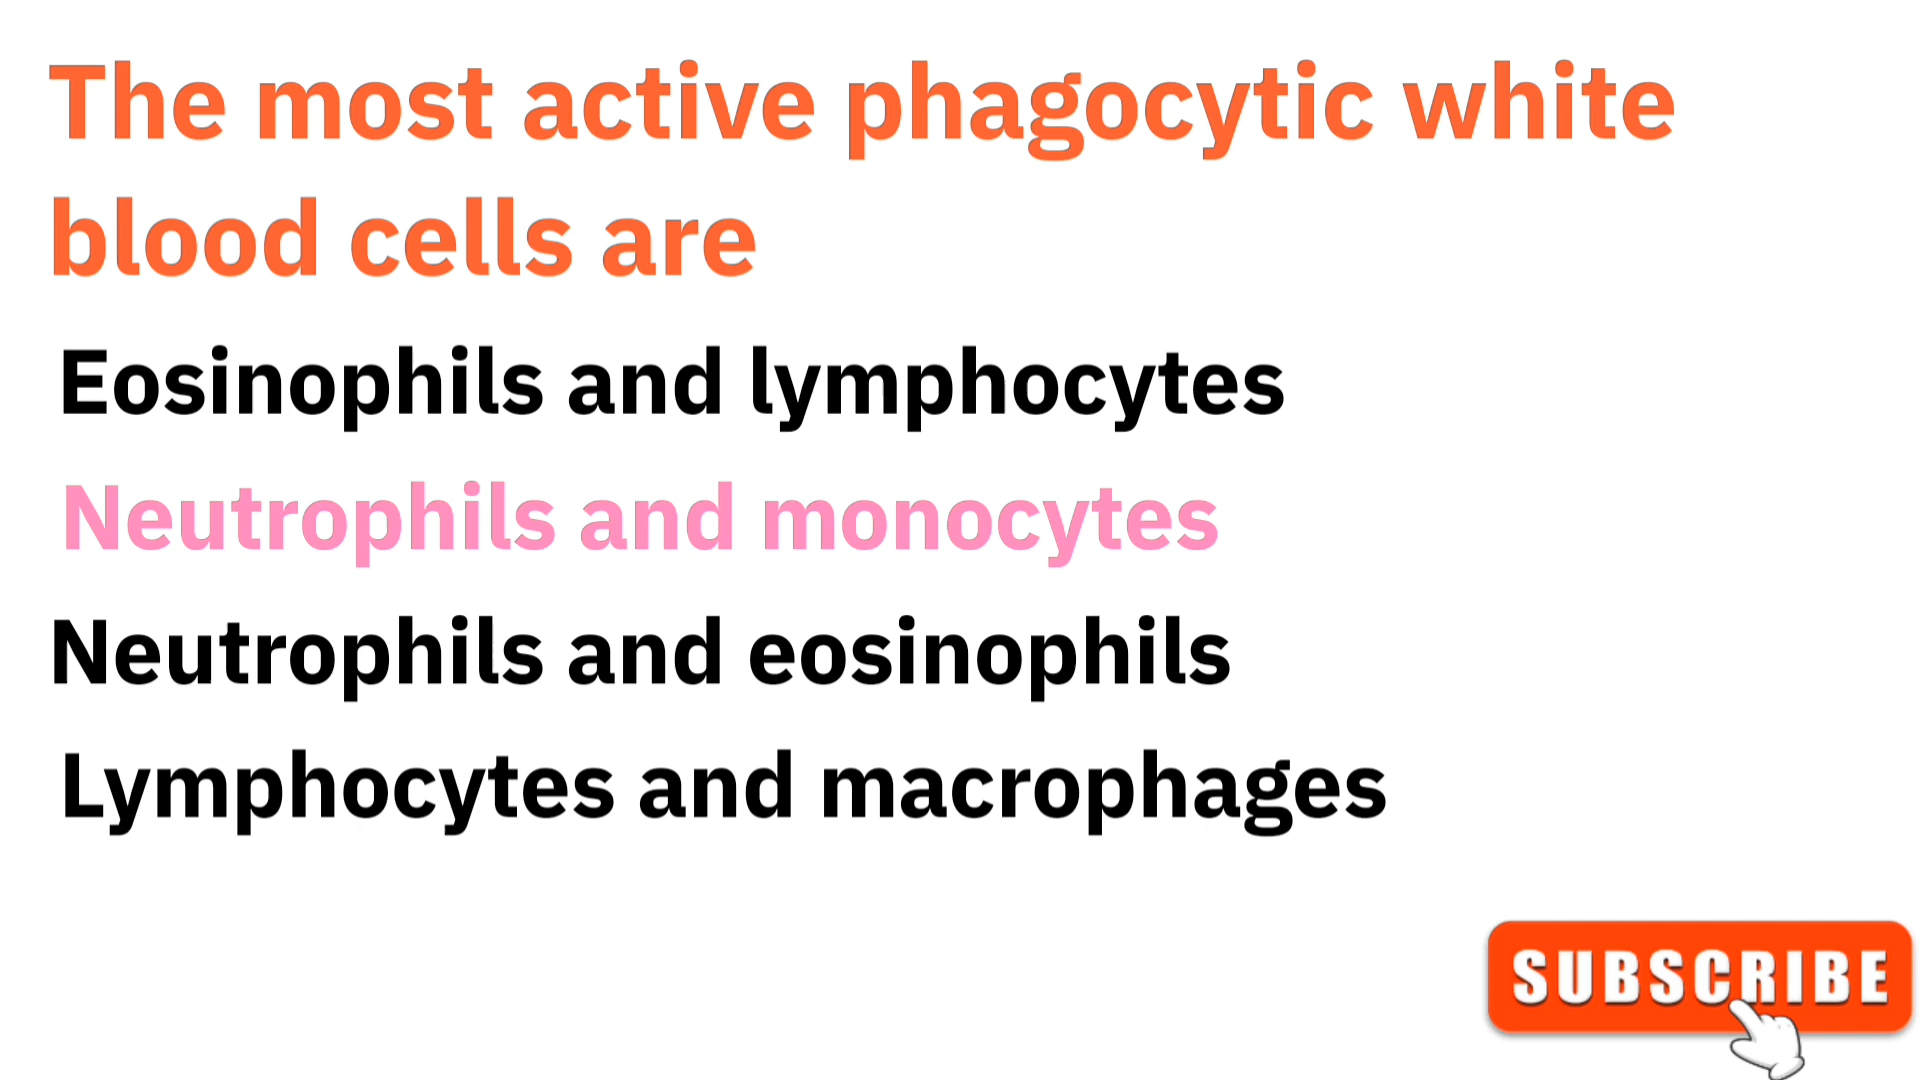 The most active phagocytic white
blood cells are
Eosinophils and lymphocytes
Neutrophils and monocytes
Neutrophils and eosinophils
Lymphocytes and macrophages
SUBSCRIBE